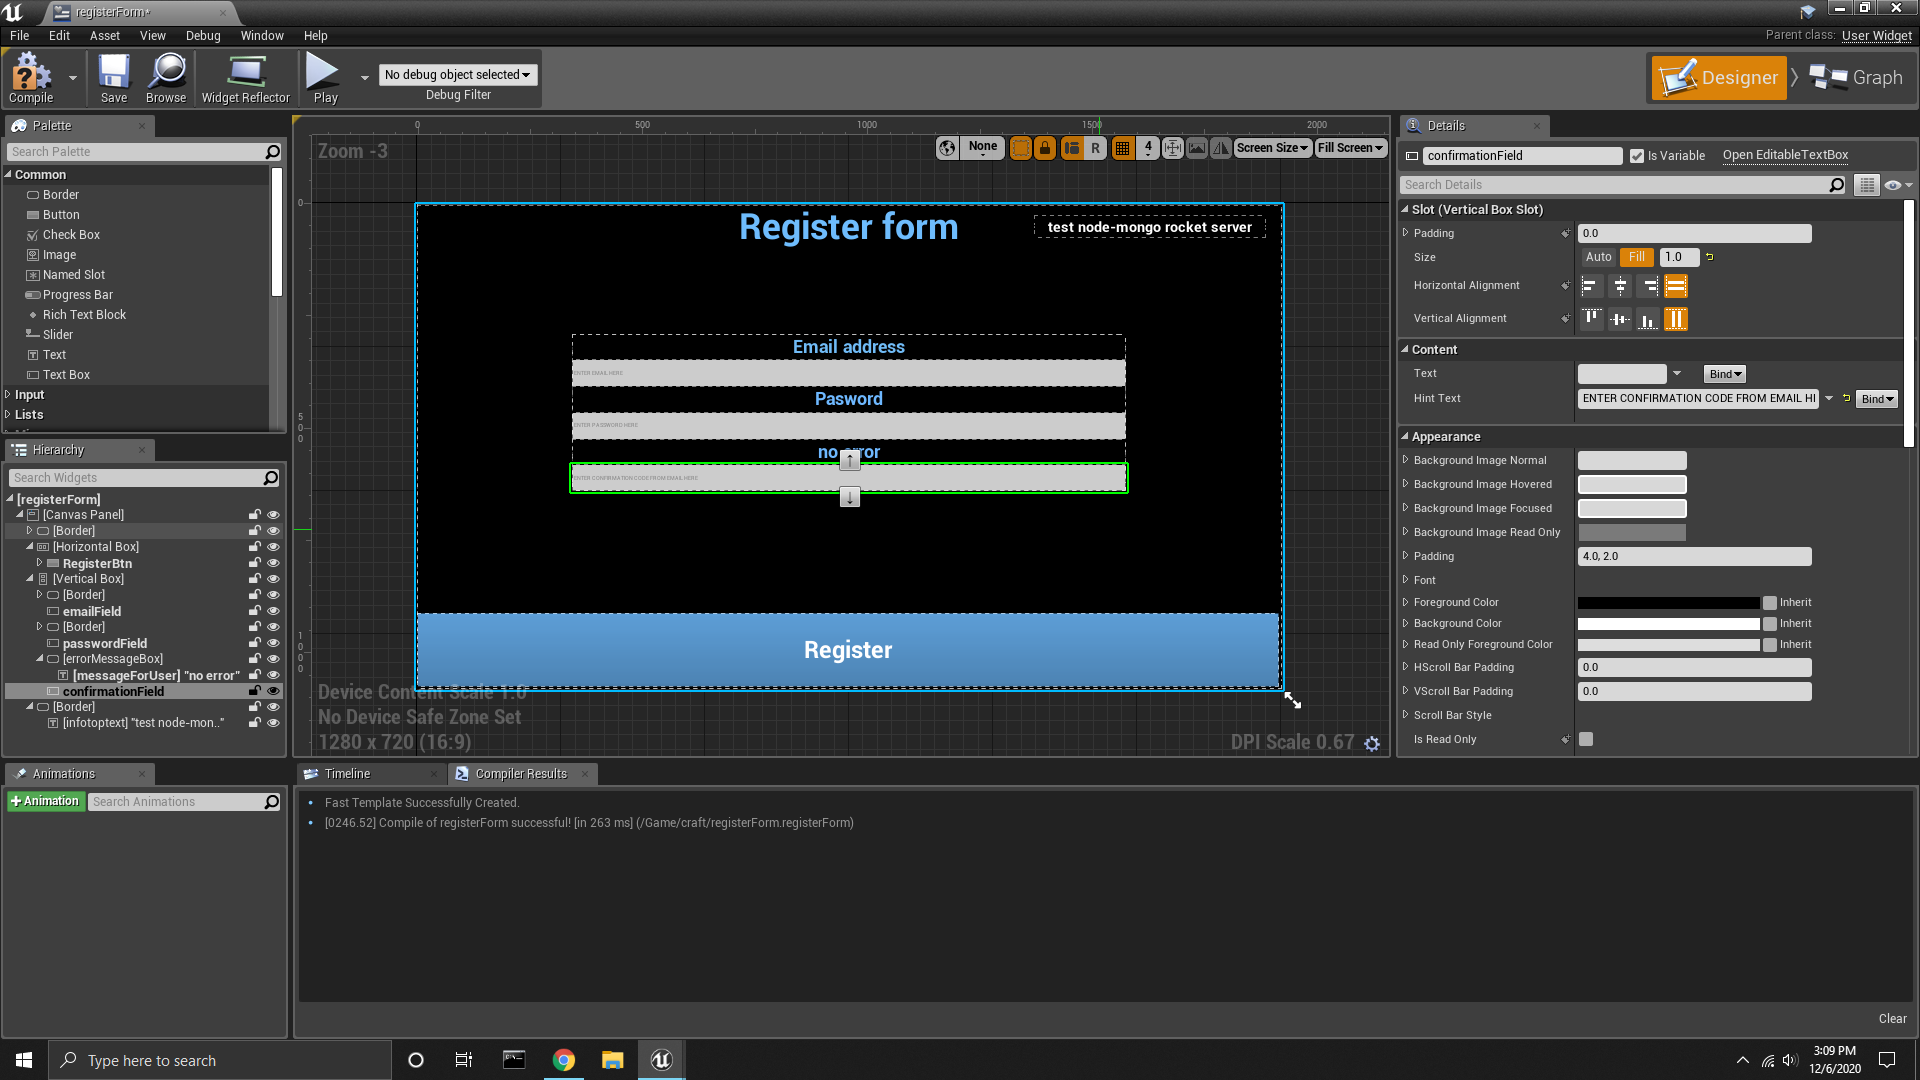 registerForm*
File Edit Asset View Debug Window Help
Parent class: User Widget
Compile Save Browse Widget Reflector Play
No debug object selected
Debug Filter
Designer Graph
Palette
Search Palette
Common
Border
Button
Check Box
Image
Named Slot
Progress Bar
Rich Text Block
Slider
Text
Text Box
Input
Lists
Hierarchy
Search Widgets
[registerForm]
[Canvas Panel]
[Border]
[Horizontal Box]
RegisterBtn
[Vertical Box]
[Border]
emailField
[Border]
passwordField
[errorMessageBox]
[messageForUser] "no error"
confirmationField
[Border]
[infotoptext] "test node-mon.."
Animations
+Animation
Search Animations
0 500 1000 1500 2000
Zoom -3
None R 4 Screen Size Fill Screen
0
500
1000
Register form
test node-mongo rocket server
Email address
ENTER EMAIL HERE
Pasword
ENTER PASSWORD HERE
no error
ENTER CONFIRMATION CODE FROM EMAIL HERE
Register
Device Content Scale 1.0
No Device Safe Zone Set
1280 x 720 (16:9)
DPI Scale 0.67
Details
confirmationField Is Variable Open EditableTextBox
Search Details
Slot (Vertical Box Slot)
Padding 0.0
Size Auto Fill 1.0
Horizontal Alignment
Vertical Alignment
Content
Text Bind
Hint Text ENTER CONFIRMATION CODE FROM EMAIL HI Bind
Appearance
Background Image Normal
Background Image Hovered
Background Image Focused
Background Image Read Only
Padding 4.0, 2.0
Font
Foreground Color Inherit
Background Color Inherit
Read Only Foreground Color Inherit
HScroll Bar Padding 0.0
VScroll Bar Padding 0.0
Scroll Bar Style
Is Read Only
Timeline
Compiler Results
Fast Template Successfully Created.
[0246.52] Compile of registerForm successful! [in 263 ms] (/Game/craft/registerForm.registerForm)
Clear
Type here to search
3:09 PM
12/6/2020